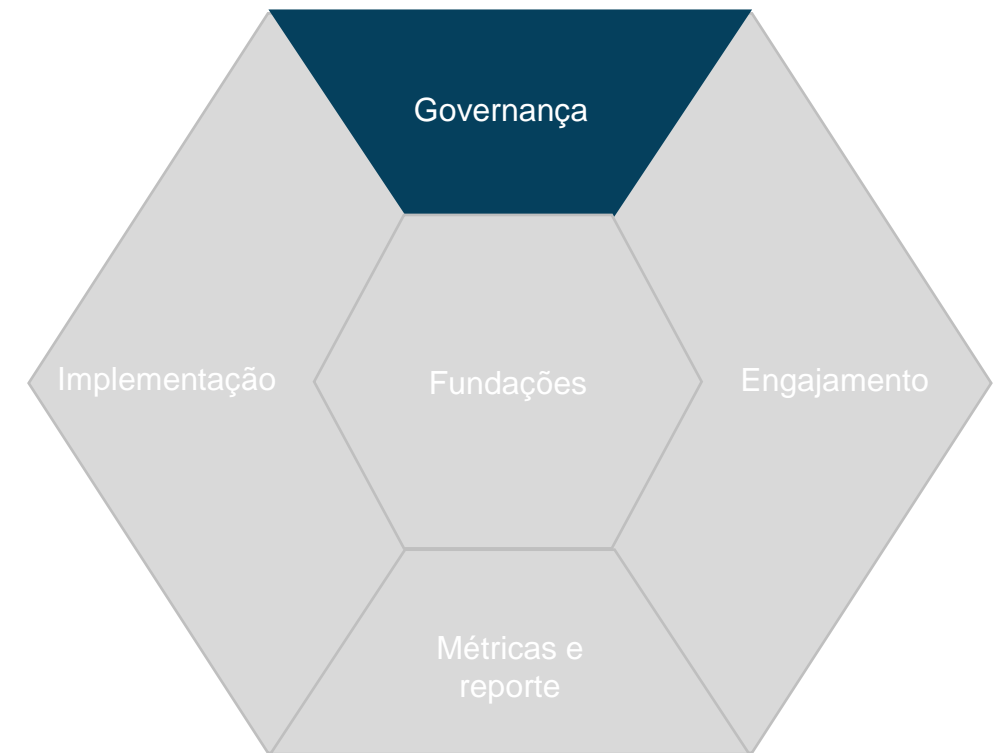 Governança
Implementação
Fundações
Engajamento
Métricas e
reporte